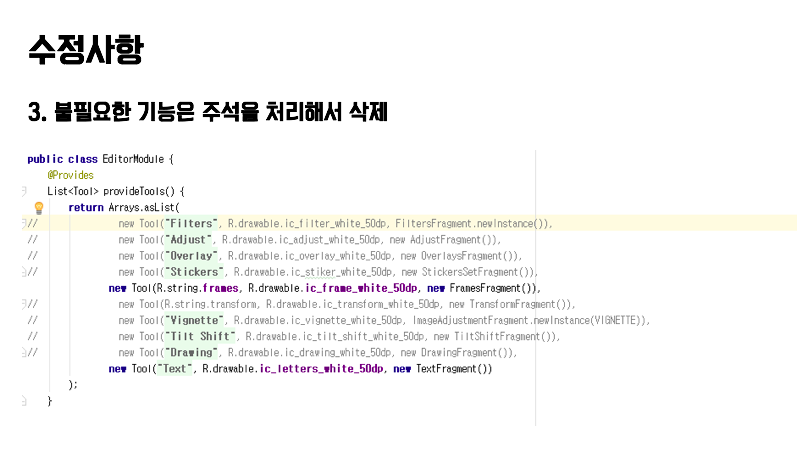 수정사항
3. 불필요한 기능은 주석을 처리해서 삭제
public class EditorModule {
@Provides
List<Tool> provideTools() {
return Arrays.asList(
// new Tool("Filters", R.drawable.ic_filter_white_50dp, FiltersFragment.newInstance()),
// new Tool("Adjust", R.drawable.ic_adjust_white_50dp, new AdjustFragment()),
// new Tool("Overlay", R.drawable.ic_overlay_white_50dp, new OverlaysFragment()),
// new Tool("Stickers", R.drawable.ic_stiker_white_50dp, new StickersSetFragment()),
new Tool(R.string.frames, R.drawable.ic_frame_white_50dp, new FramesFragment()),
// new Tool(R.string.transform, R.drawable.ic_transform_white_50dp, new TransformFragment()),
// new Tool("Vignette", R.drawable.ic_vignette_white_50dp, ImageAdjustmentFragment.newInstance(VIGNETTE)),
// new Tool("Tilt Shift", R.drawable.ic_tilt_shift_white_50dp, new TiltShiftFragment()),
// new Tool("Drawing", R.drawable.ic_drawing_white_50dp, new DrawingFragment()),
new Tool("Text", R.drawable.ic_letters_white_50dp, new TextFragment())
);
}